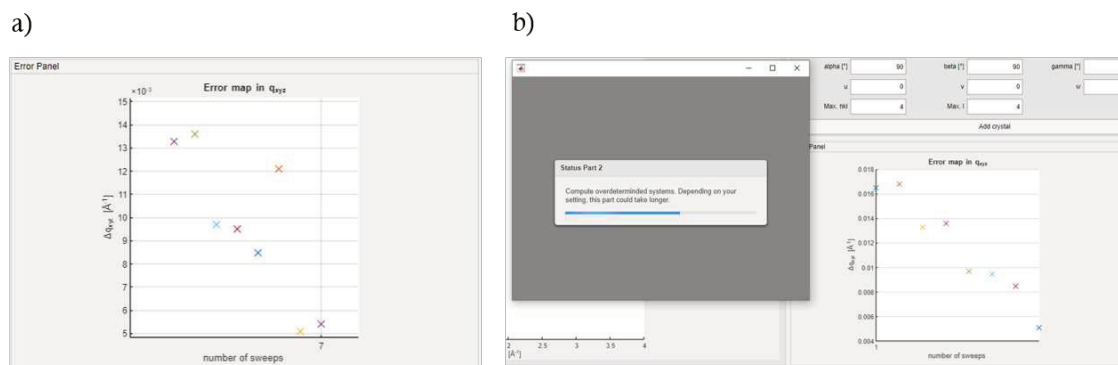 a)
Error Panel
Error map in qxyz
×10-3
15
14
13
12
11
10
9
8
7
6
5
Δqxyz [Å-1]
7
number of sweeps
b)
alpha [°] 90 beta [°] 90 gamma [°]
u 0 v 0 w
Max. hkl 4 Max. l 4
Add crystal
Status Part 2
Compute overdeterminded systems. Depending on your
setting, this part could take longer.
2 2.5 3 3.5 4
[Å-1]
Panel
Error map in qxyz
0.018
0.016
0.014
0.012
0.01
0.008
0.006
0.004
Δqxyz [Å-1]
1
number of sweeps